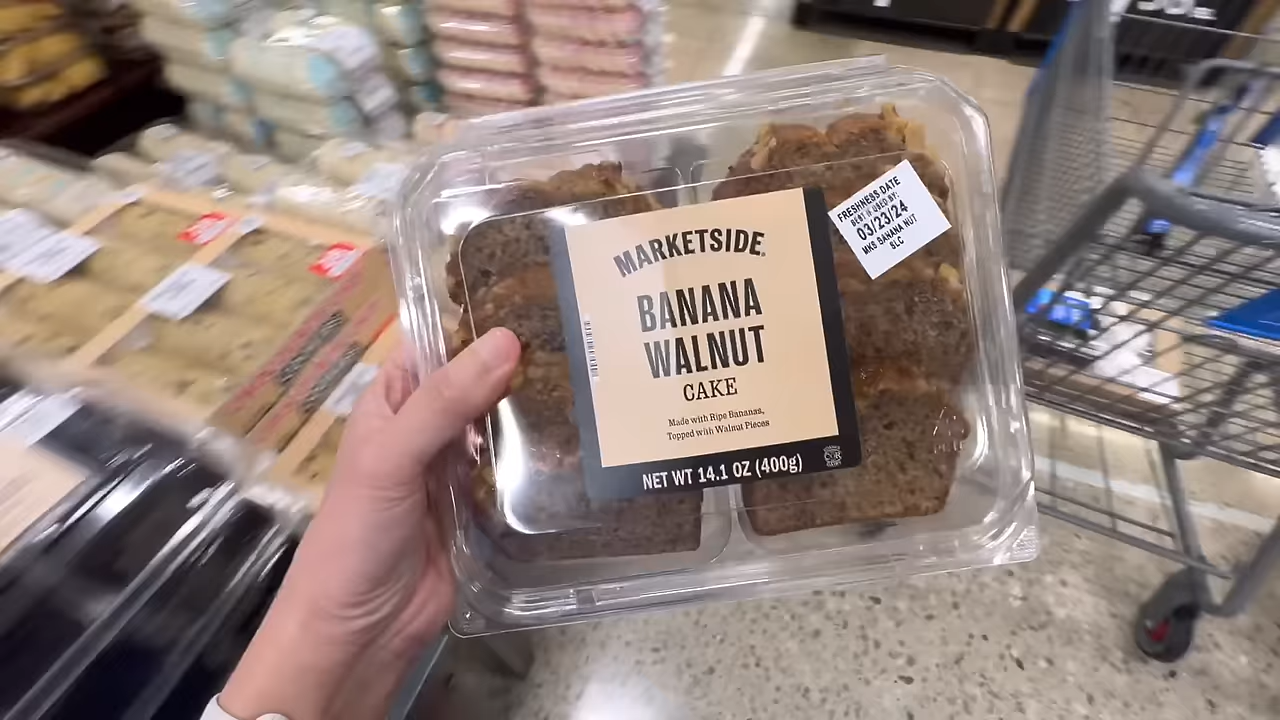 MARKETSIDE®
BANANA
WALNUT
CAKE
Made with Ripe Bananas,
Topped with Walnut Pieces
NET WT 14.1 OZ (400g)
COR
FRESHNESS DATE
BEST IF USED BY:
03/23/24
MKS BANANA NUT
SLC